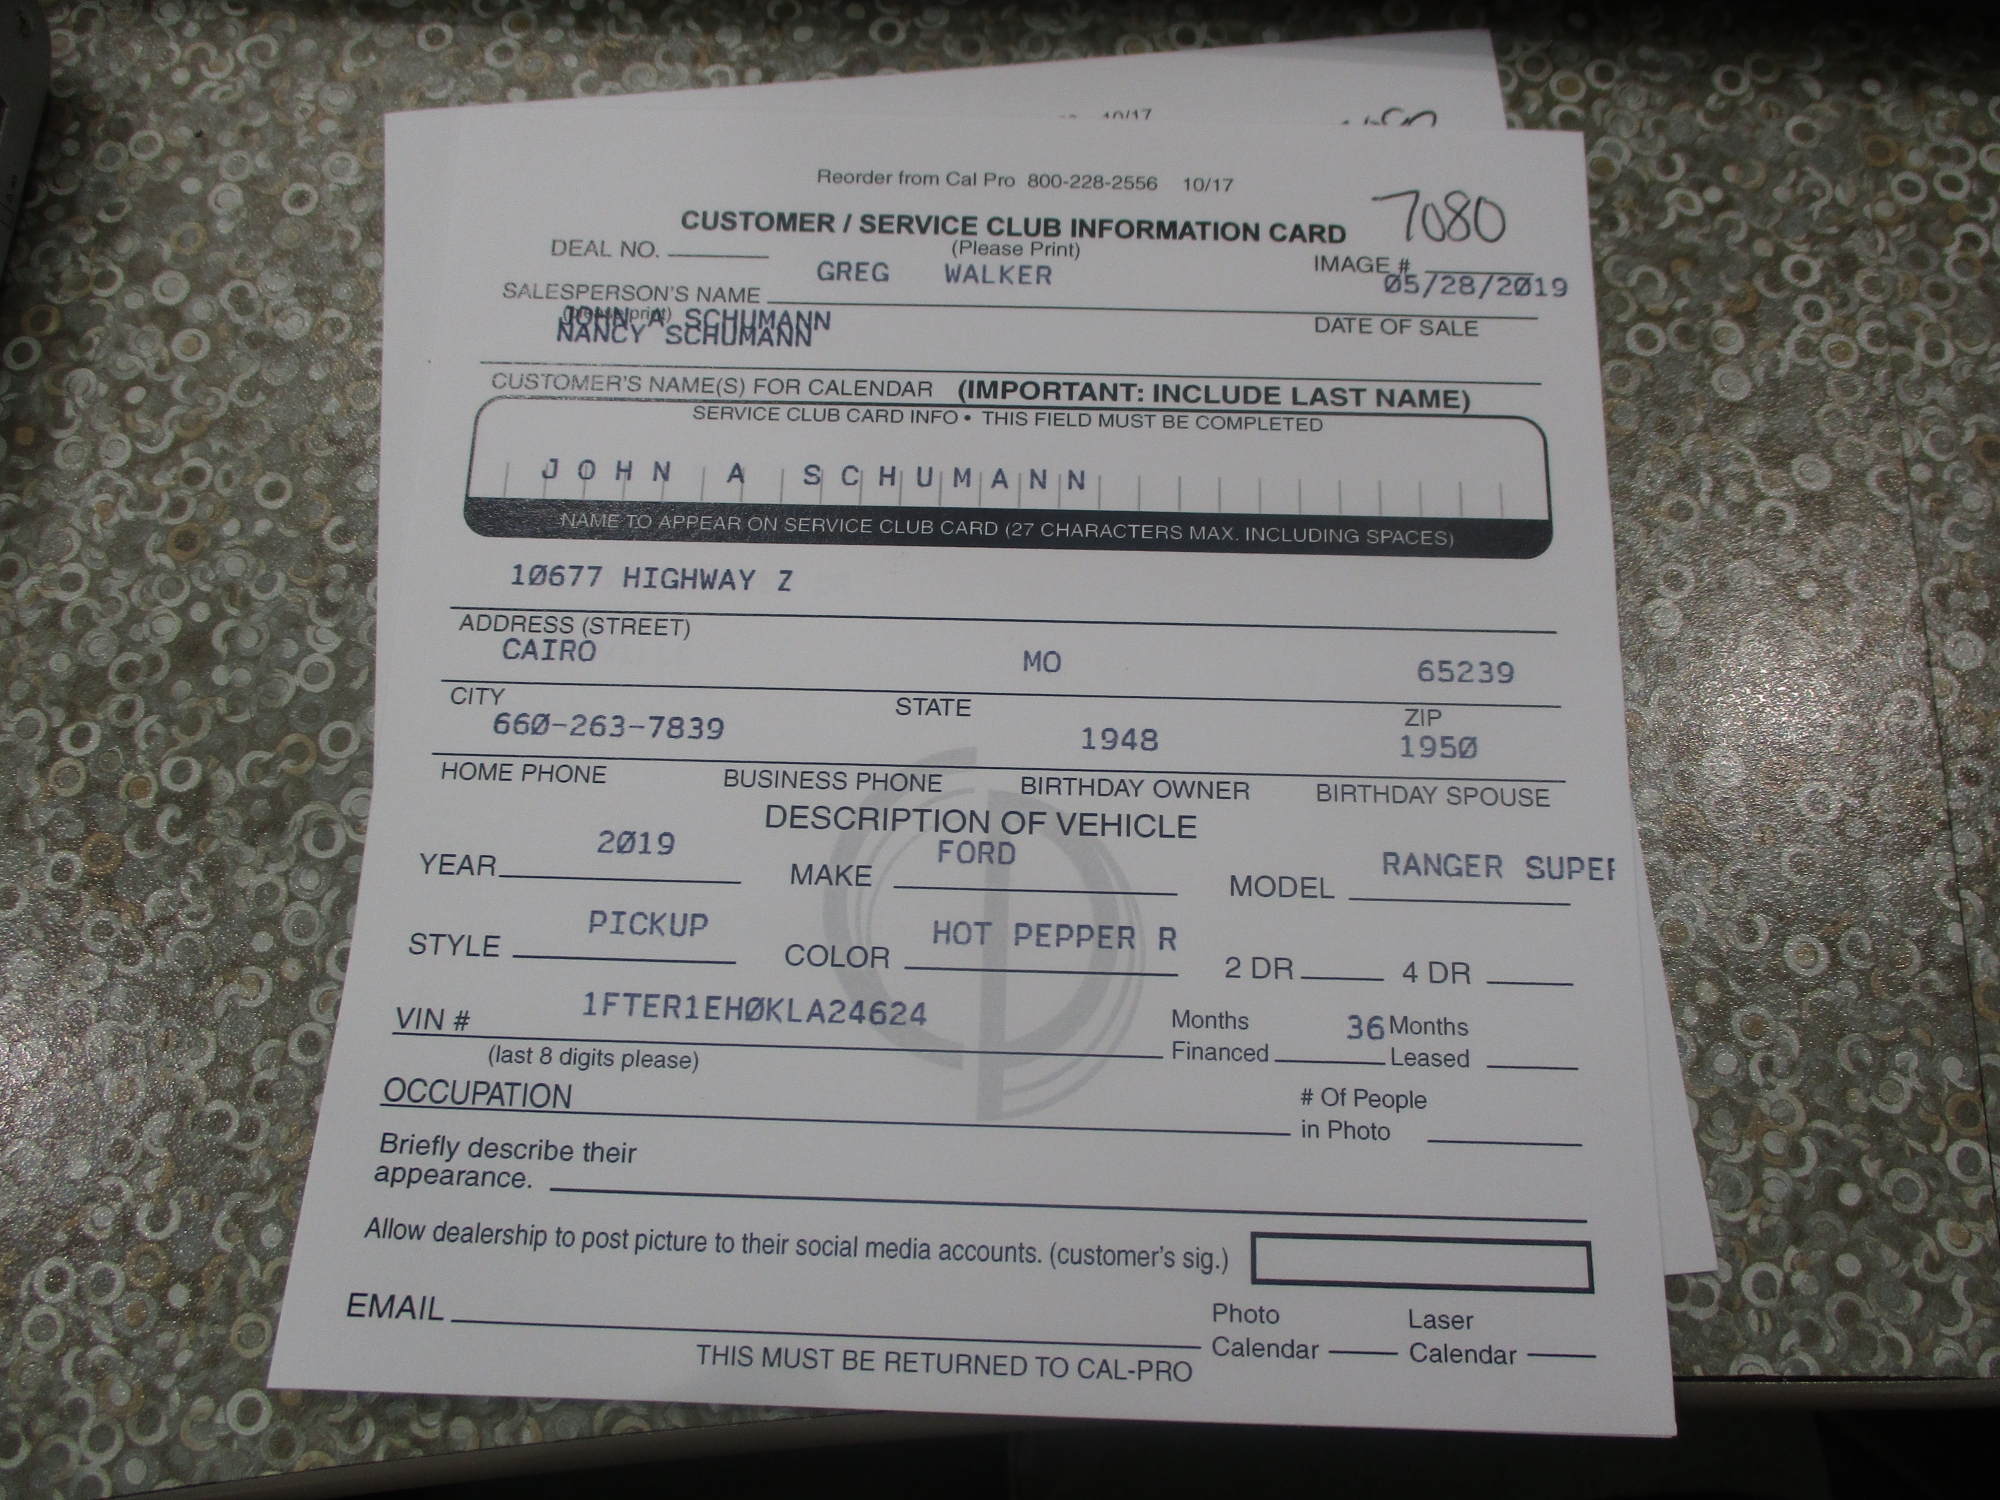 10/17
Reorder from Cal Pro 800-228-2556 10/17
7080
CUSTOMER / SERVICE CLUB INFORMATION CARD
DEAL NO. (Please Print) IMAGE #
GREG WALKER 05/28/2019
SALESPERSON'S NAME
(please print) DATE OF SALE
JOHN A SCHUMANN
NANCY SCHUMANN
CUSTOMER'S NAME(S) FOR CALENDAR (IMPORTANT: INCLUDE LAST NAME)
SERVICE CLUB CARD INFO • THIS FIELD MUST BE COMPLETED
JOHN A SCHUMANN
NAME TO APPEAR ON SERVICE CLUB CARD (27 CHARACTERS MAX. INCLUDING SPACES)
10677 HIGHWAY Z
ADDRESS (STREET)
CAIRO MO 65239
CITY STATE ZIP
660-263-7839 1948 1950
HOME PHONE BUSINESS PHONE BIRTHDAY OWNER BIRTHDAY SPOUSE
DESCRIPTION OF VEHICLE
YEAR 2019 MAKE FORD MODEL RANGER SUPER
STYLE PICKUP COLOR HOT PEPPER R 2 DR 4 DR
VIN # 1FTER1EH0KLA24624 Months Financed 36 Months Leased
(last 8 digits please)
OCCUPATION # Of People in Photo
Briefly describe their
appearance.
Allow dealership to post picture to their social media accounts. (customer's sig.)
EMAIL Photo Calendar Laser Calendar
THIS MUST BE RETURNED TO CAL-PRO